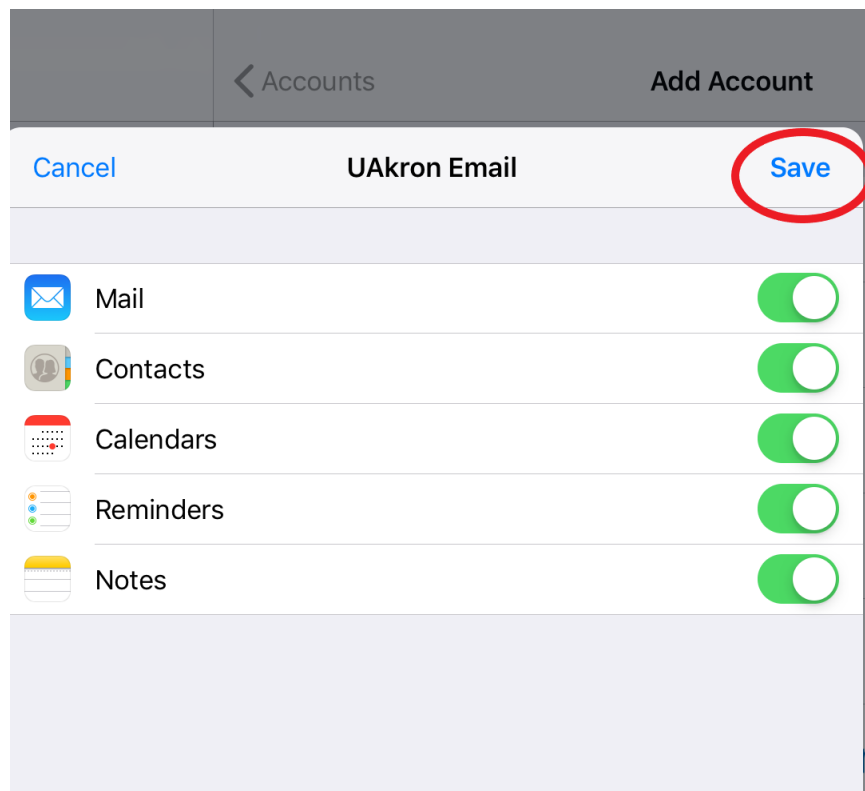 Accounts Add Account
Cancel UAkron Email Save
Mail
Contacts
Calendars
Reminders
Notes